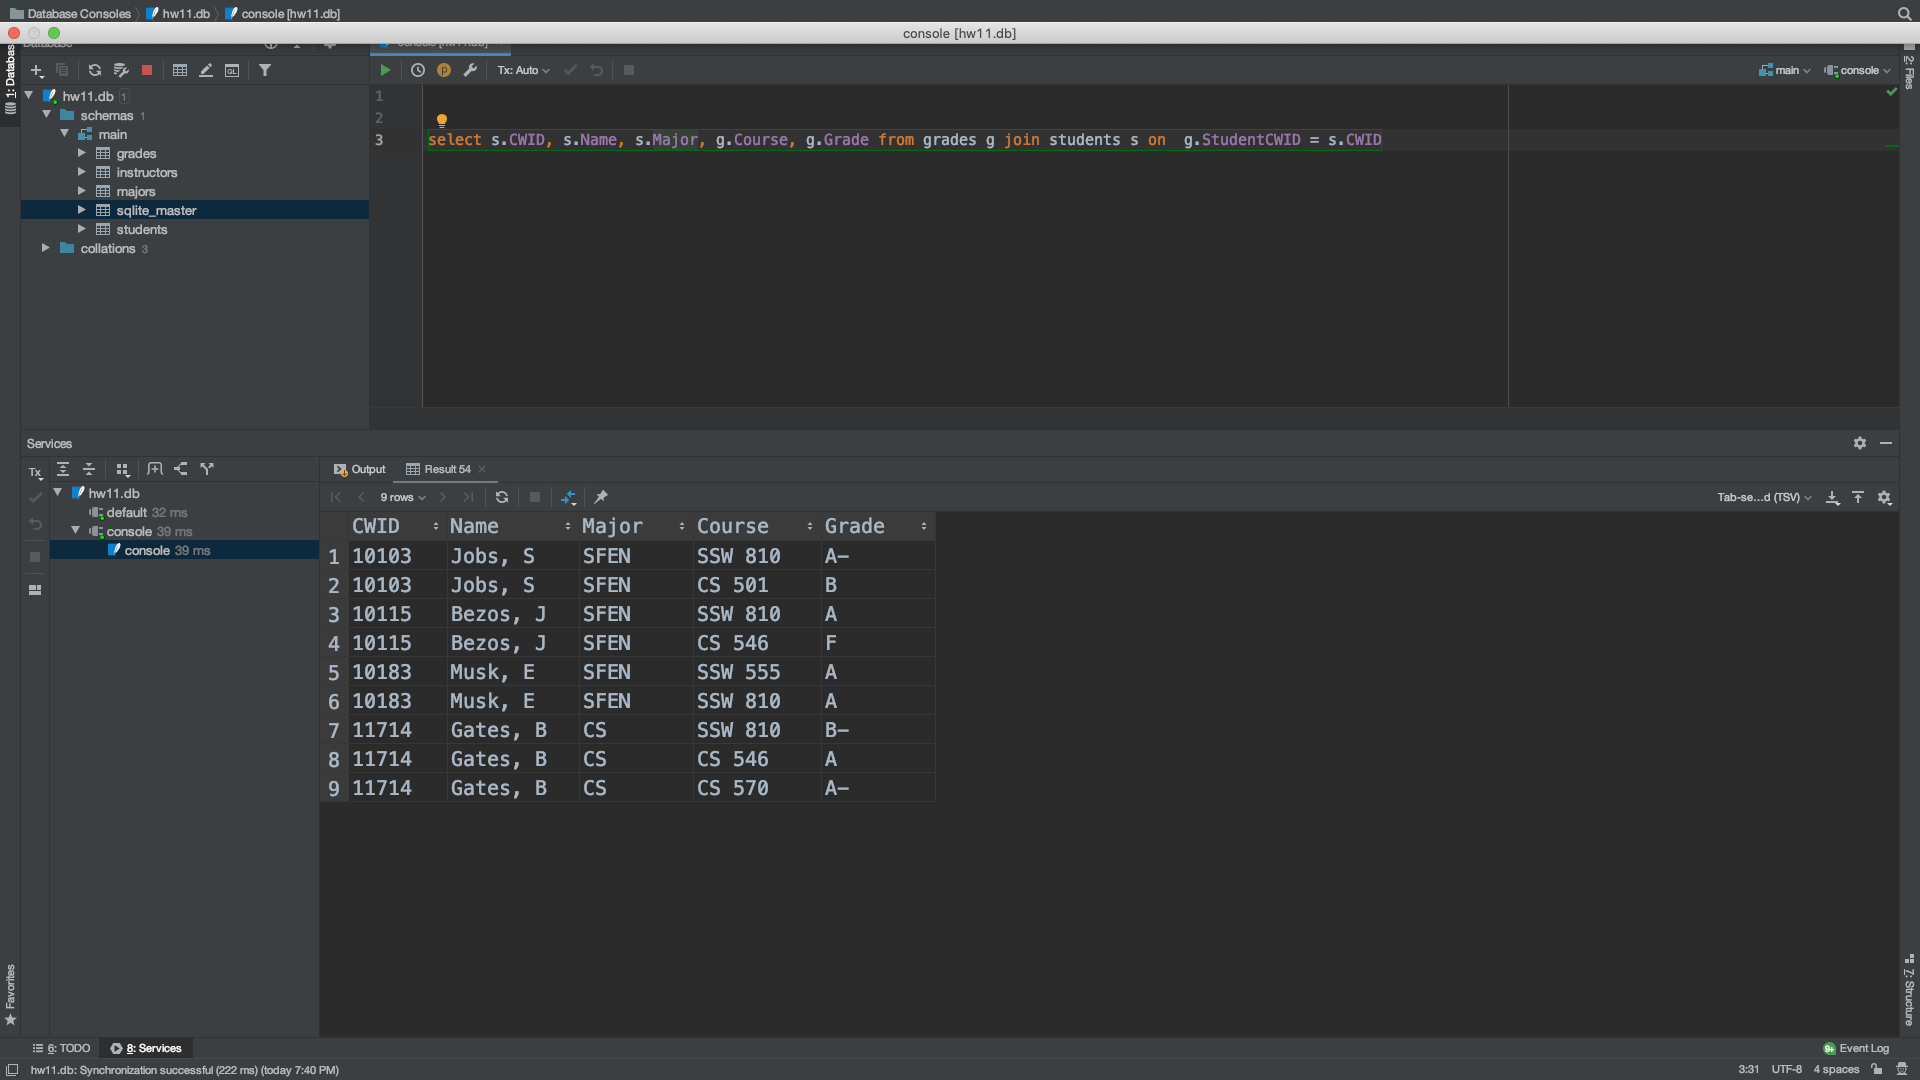 Database Consoles hw11.db console [hw11.db]
console [hw11.db]
1: Database
Tx: Auto
main console
2: Files
hw11.db 1
schemas 1
main
grades
instructors
majors
sqlite_master
students
collations 3
1
2
3 select s.CWID, s.Name, s.Major, g.Course, g.Grade from grades g join students s on  g.StudentCWID = s.CWID
Services
Tx
hw11.db
default 32 ms
console 39 ms
console 39 ms
Output Result 54
9 rows
Tab-se...d (TSV)
CWID Name Major Course Grade
1 10103 Jobs, S SFEN SSW 810 A-
2 10103 Jobs, S SFEN CS 501 B
3 10115 Bezos, J SFEN SSW 810 A
4 10115 Bezos, J SFEN CS 546 F
5 10183 Musk, E SFEN SSW 555 A
6 10183 Musk, E SFEN SSW 810 A
7 11714 Gates, B CS SSW 810 B-
8 11714 Gates, B CS CS 546 A
9 11714 Gates, B CS CS 570 A-
Favorites
7: Structure
6: TODO 8: Services
Event Log
hw11.db: Synchronization successful (222 ms) (today 7:40 PM)
3:31 UTF-8 4 spaces